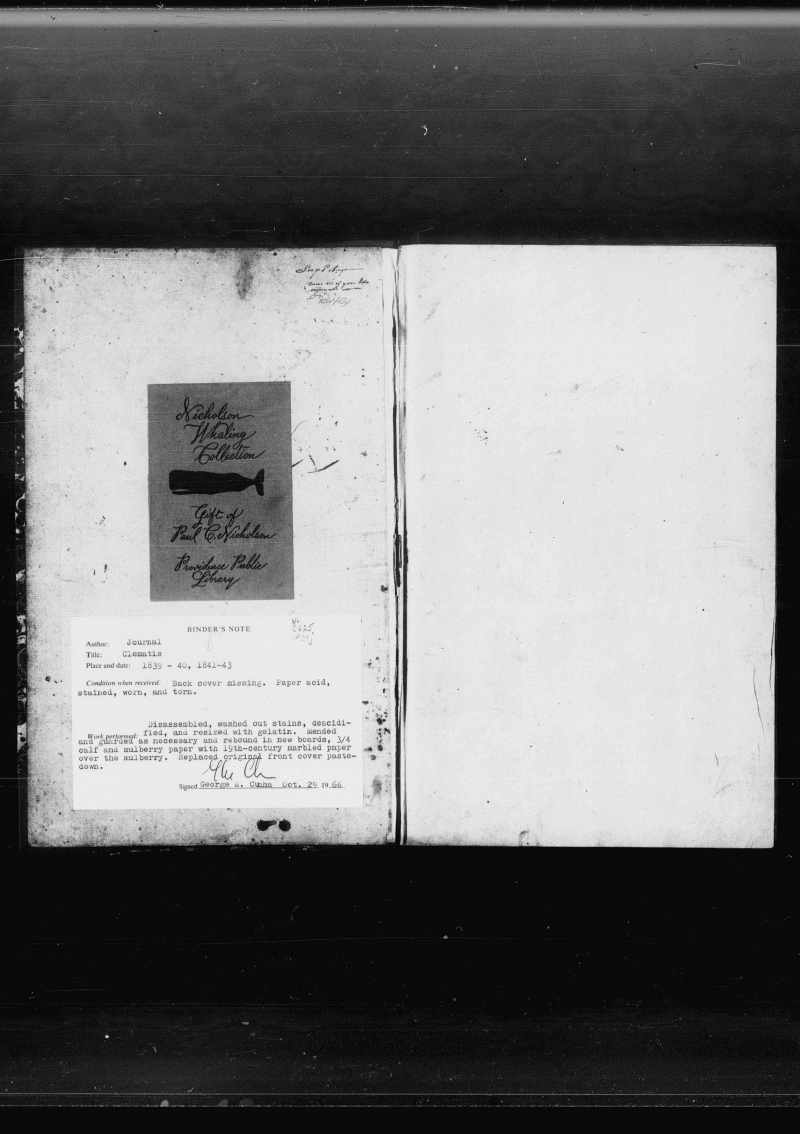 Nicholson
Whaling
Collection
Gift of
Paul C. Nicholson
Providence Public
Library
BINDER'S NOTE
Author: Journal
Title: Clematis
Place and date: 1839 - 40, 1841-43
Condition when received: Back cover missing. Paper acid,
stained, worn, and torn.
Disassembled, washed out stains, deacidi-
Work performed: fied, and resized with gelatin. Mended
and guarded as necessary and rebound in new boards, 3/4
calf and mulberry paper with 19th-century marbled paper
over the mulberry. Replaced original front cover paste-
down.
Signed George M. Cunha Oct. 29 1966